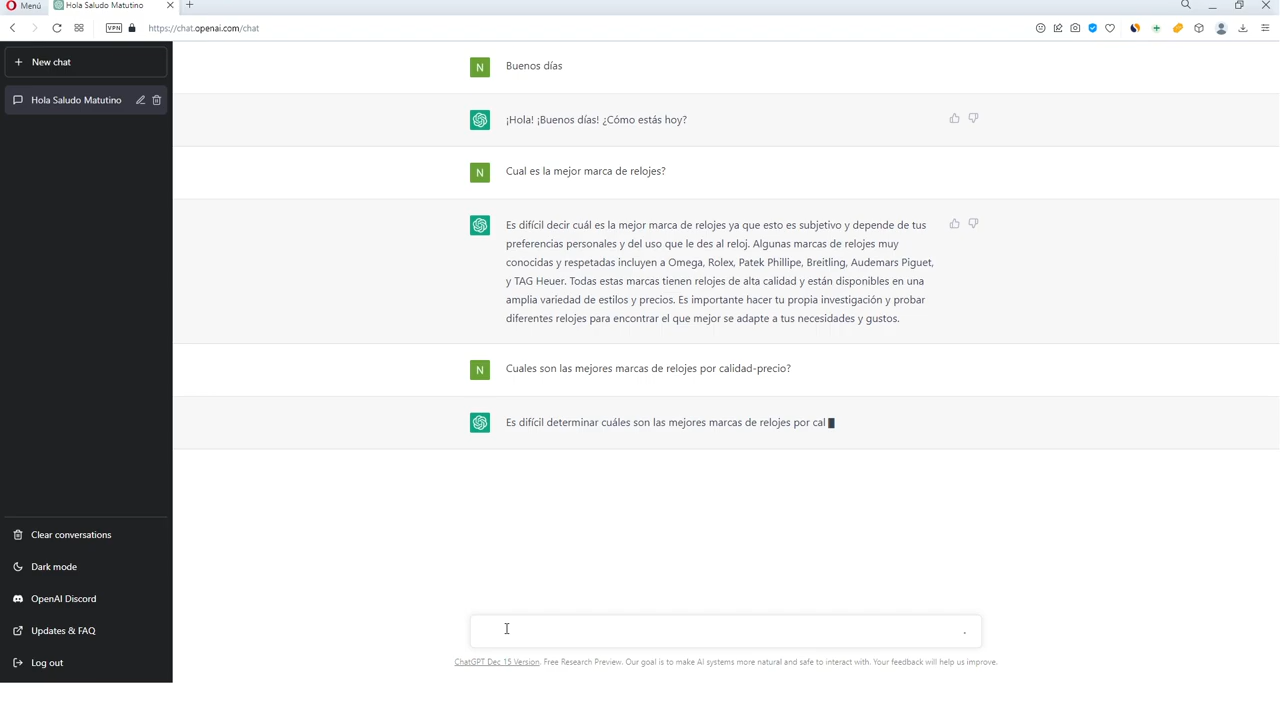 Menú
Hola Saludo Matutino
VPN
https://chat.openai.com/chat
New chat
Hola Saludo Matutino
N
Buenos días
¡Hola! ¡Buenos días! ¿Cómo estás hoy?
N
Cual es la mejor marca de relojes?
Es difícil decir cuál es la mejor marca de relojes ya que esto es subjetivo y depende de tus
preferencias personales y del uso que le des al reloj. Algunas marcas de relojes muy
conocidas y respetadas incluyen a Omega, Rolex, Patek Phillipe, Breitling, Audemars Piguet,
y TAG Heuer. Todas estas marcas tienen relojes de alta calidad y están disponibles en una
amplia variedad de estilos y precios. Es importante hacer tu propia investigación y probar
diferentes relojes para encontrar el que mejor se adapte a tus necesidades y gustos.
N
Cuales son las mejores marcas de relojes por calidad-precio?
Es difícil determinar cuáles son las mejores marcas de relojes por cal
Clear conversations
Dark mode
OpenAI Discord
Updates & FAQ
Log out
.
ChatGPT Dec 15 Version. Free Research Preview. Our goal is to make AI systems more natural and safe to interact with. Your feedback will help us improve.